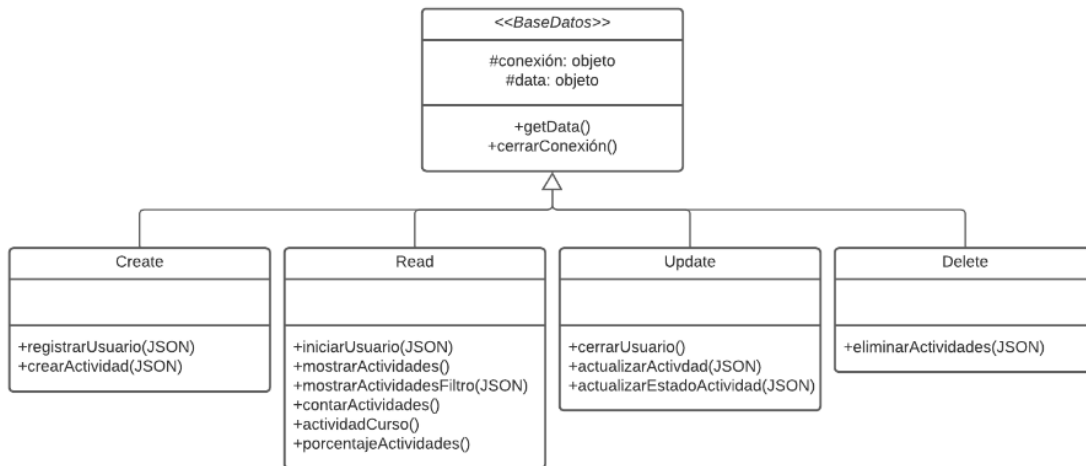 <<BaseDatos>>
#conexión: objeto
#data: objeto
+getData()
+cerrarConexión()
Create
+registrarUsuario(JSON)
+crearActividad(JSON)
Read
+iniciarUsuario(JSON)
+mostrarActividades()
+mostrarActividadesFiltro(JSON)
+contarActividades()
+actividadCurso()
+porcentajeActividades()
Update
+cerrarUsuario()
+actualizarActivdad(JSON)
+actualizarEstadoActividad(JSON)
Delete
+eliminarActividades(JSON)